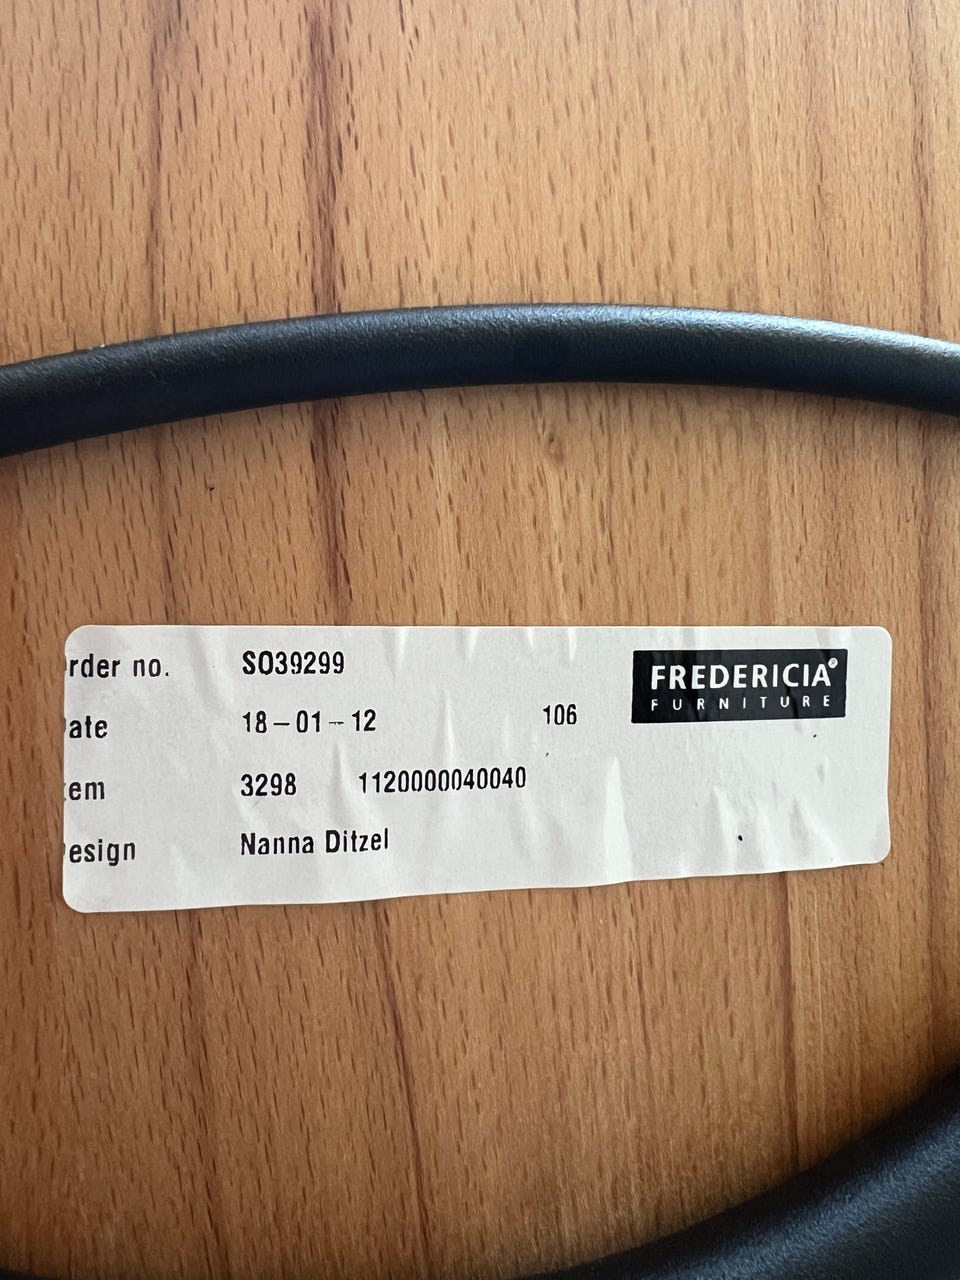 rder no. SO39299
FREDERICIA®
FURNITURE
ate 18-01-12 106
em 3298 1120000040040
esign Nanna Ditzel